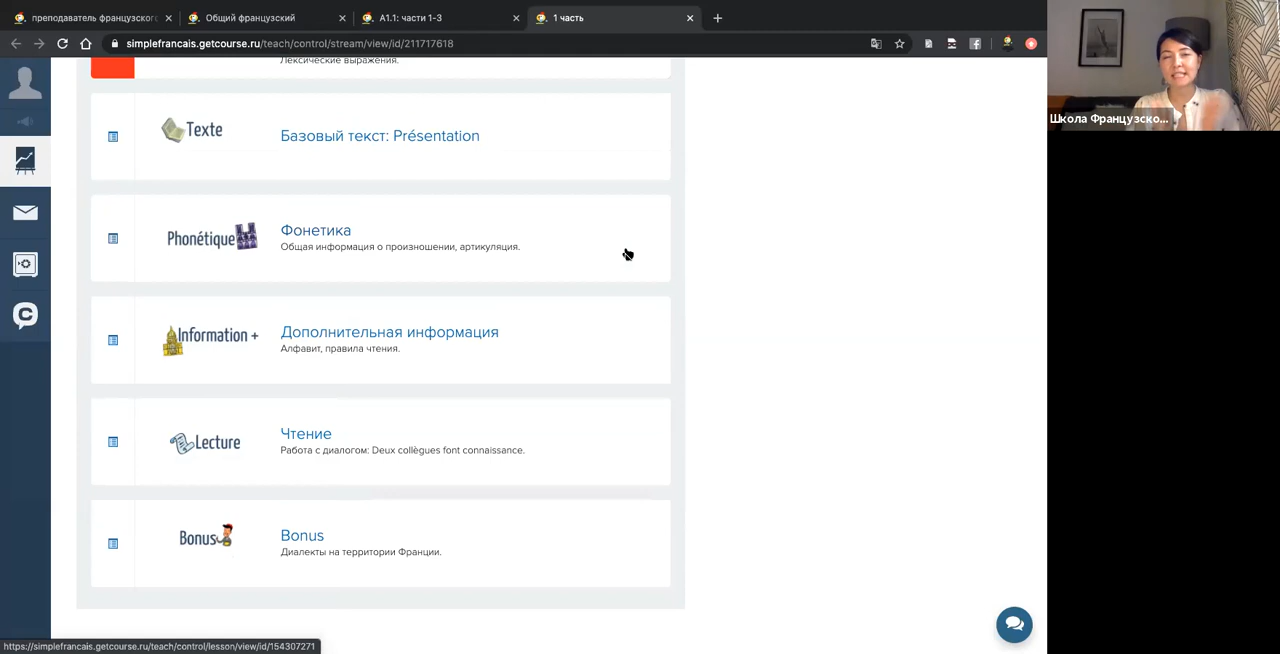 преподаватель французского
Общий французский
A1.1: части 1-3
1 часть
simplefrancais.getcourse.ru/teach/control/stream/view/id/211717618
Школа Французско...
Лексические выражения.
Texte
Базовый текст: Présentation
Phonétique
Фонетика
Общая информация о произношении, артикуляция.
Information +
Дополнительная информация
Алфавит, правила чтения.
Lecture
Чтение
Работа с диалогом: Deux collègues font connaissance.
Bonus
Bonus
Диалекты на территории Франции.
https://simplefrancais.getcourse.ru/teach/control/lesson/view/id/154307271